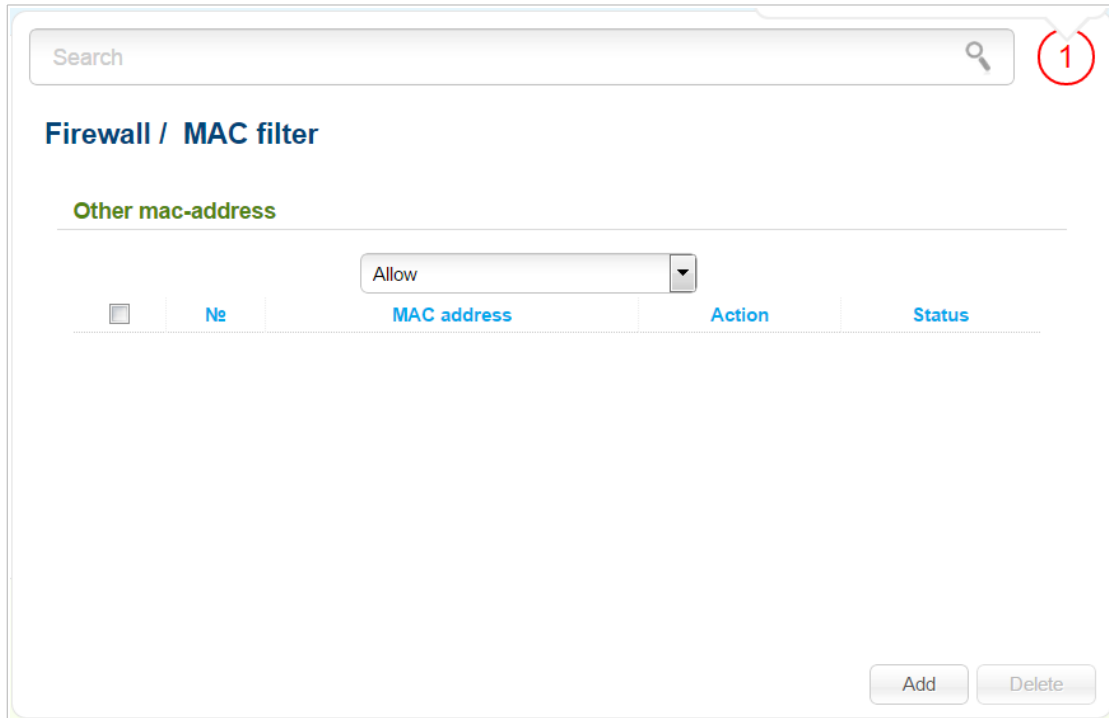 Search
1
Firewall / MAC filter
Other mac-address
Allow
№ MAC address Action Status
Add Delete